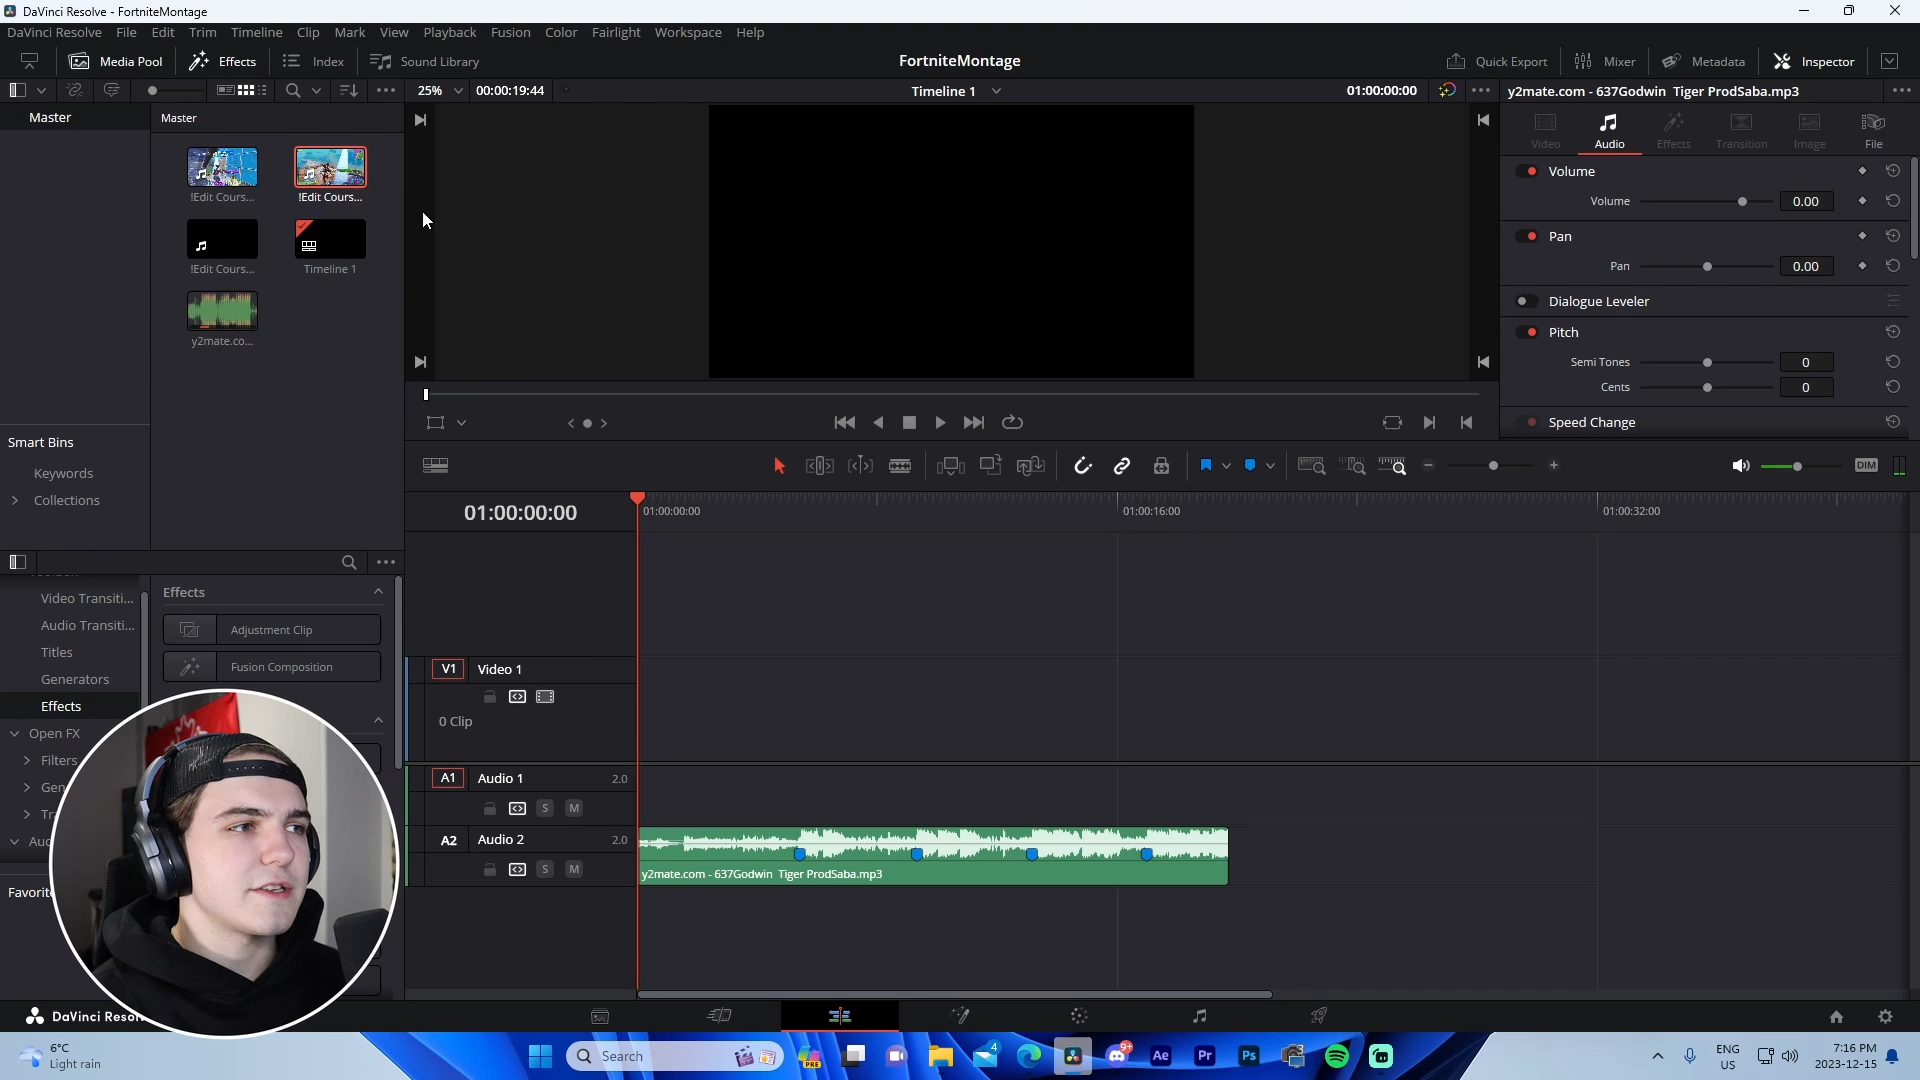 DaVinci Resolve - FortniteMontage
DaVinci Resolve File Edit Trim Timeline Clip Mark View Playback Fusion Color Fairlight Workspace Help
Media Pool Effects Index Sound Library
FortniteMontage
Quick Export Mixer Metadata Inspector
25% 00:00:19:44
Timeline 1
01:00:00:00
y2mate.com - 637Godwin Tiger ProdSaba.mp3
Master
Master
!Edit Cours...
!Edit Cours...
!Edit Cours...
Timeline 1
y2mate.co...
Smart Bins
Keywords
Collections
Video Audio Effects Transition Image File
Volume
Volume 0.00
Pan
Pan 0.00
Dialogue Leveler
Pitch
Semi Tones 0
Cents 0
Speed Change
DIM
01:00:00:00
01:00:00:00
01:00:16:00
01:00:32:00
Video Transiti...
Audio Transiti...
Titles
Generators
Effects
Open FX
Filters
Gen
Tra
Aud
Favorit
Effects
Adjustment Clip
Fusion Composition
V1 Video 1
0 Clip
A1 Audio 1 2.0
S M
A2 Audio 2 2.0
S M
y2mate.com - 637Godwin Tiger ProdSaba.mp3
DaVinci Resol
6°C
Light rain
Search
PRE
4
9+
Ae
Pr
Ps
ENG
US
7:16 PM
2023-12-15